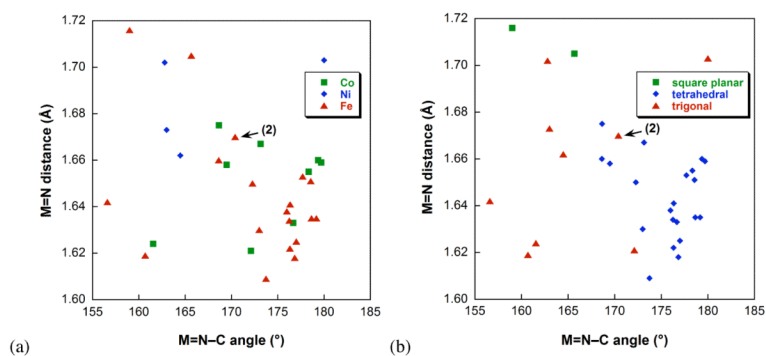 (a)
M=N distance (Å)
1.72
1.70
1.68
1.66
1.64
1.62
1.60
155 160 165 170 175 180 185
M=N–C angle (°)
Co
Ni
Fe
(2)
(b)
M=N distance (Å)
1.72
1.70
1.68
1.66
1.64
1.62
1.60
155 160 165 170 175 180 185
M=N–C angle (°)
square planar
tetrahedral
trigonal
(2)